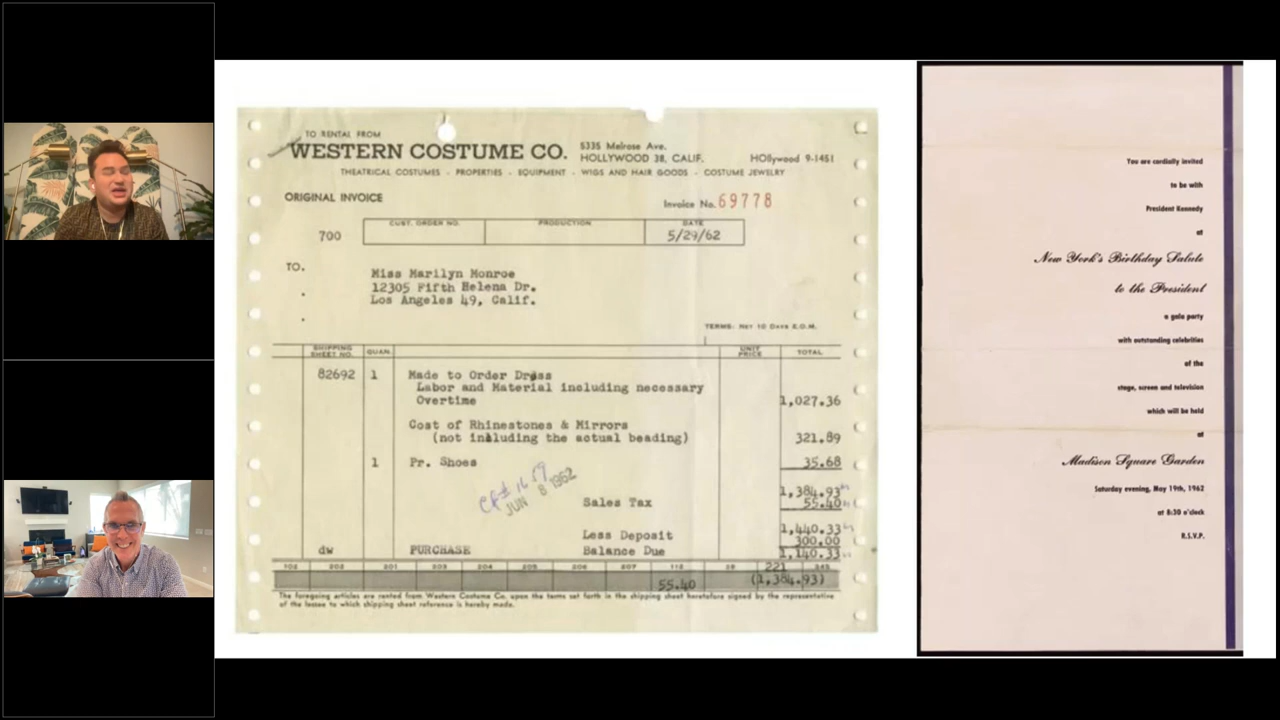 TO RENTAL FROM
WESTERN COSTUME CO.
5335 Melrose Ave.
HOLLYWOOD 38, CALIF.
HOllywood 9-1451
THEATRICAL COSTUMES - PROPERTIES - EQUIPMENT - WIGS AND HAIR GOODS - COSTUME JEWELRY
ORIGINAL INVOICE
Invoice No. 69778
CUST. ORDER NO. PRODUCTION DATE
700 5/29/62
TO.
Miss Marilyn Monroe
12305 Fifth Helena Dr.
Los Angeles 49, Calif.
TERMS: NET 10 DAYS E.O.M.
SHIPPING SHEET NO. QUAN. UNIT PRICE TOTAL
82692 1 Made to Order Dress
Labor and Material including necessary
Overtime 1,027.36
Cost of Rhinestones & Mirrors
(not including the actual beading) 321.89
1 Pr. Shoes 35.68
JUN 8 1962
1,384.93
Sales Tax 55.40
1,440.33
Less Deposit 300.00
dw PURCHASE Balance Due 1,140.33
102 202 201 203 204 205 206 207 112 221
55.40 (1,384.93)
The foregoing articles are rented from Western Costume Co. upon the terms set forth in the shipping sheet heretofore signed by the representative
of the lessee to which shipping sheet reference is hereby made.
You are cordially invited
to be with
President Kennedy
at
New York's Birthday Salute
to the President
a gala party
with outstanding celebrities
of the
stage, screen and television
which will be held
at
Madison Square Garden
Saturday evening, May 19th, 1962
at 8:30 o'clock
R.S.V.P.